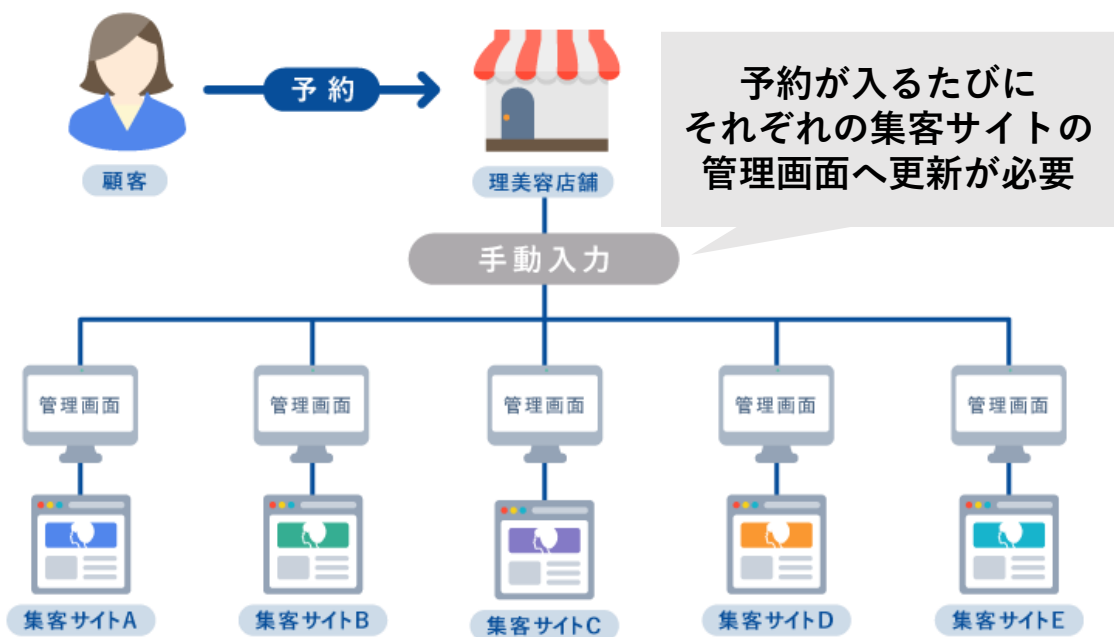 予約
予約が入るたびに
それぞれの集客サイトの
管理画面へ更新が必要
顧客
理美容店舗
手動入力
管理画面
管理画面
管理画面
管理画面
管理画面
集客サイトA
集客サイトB
集客サイトC
集客サイトD
集客サイトE